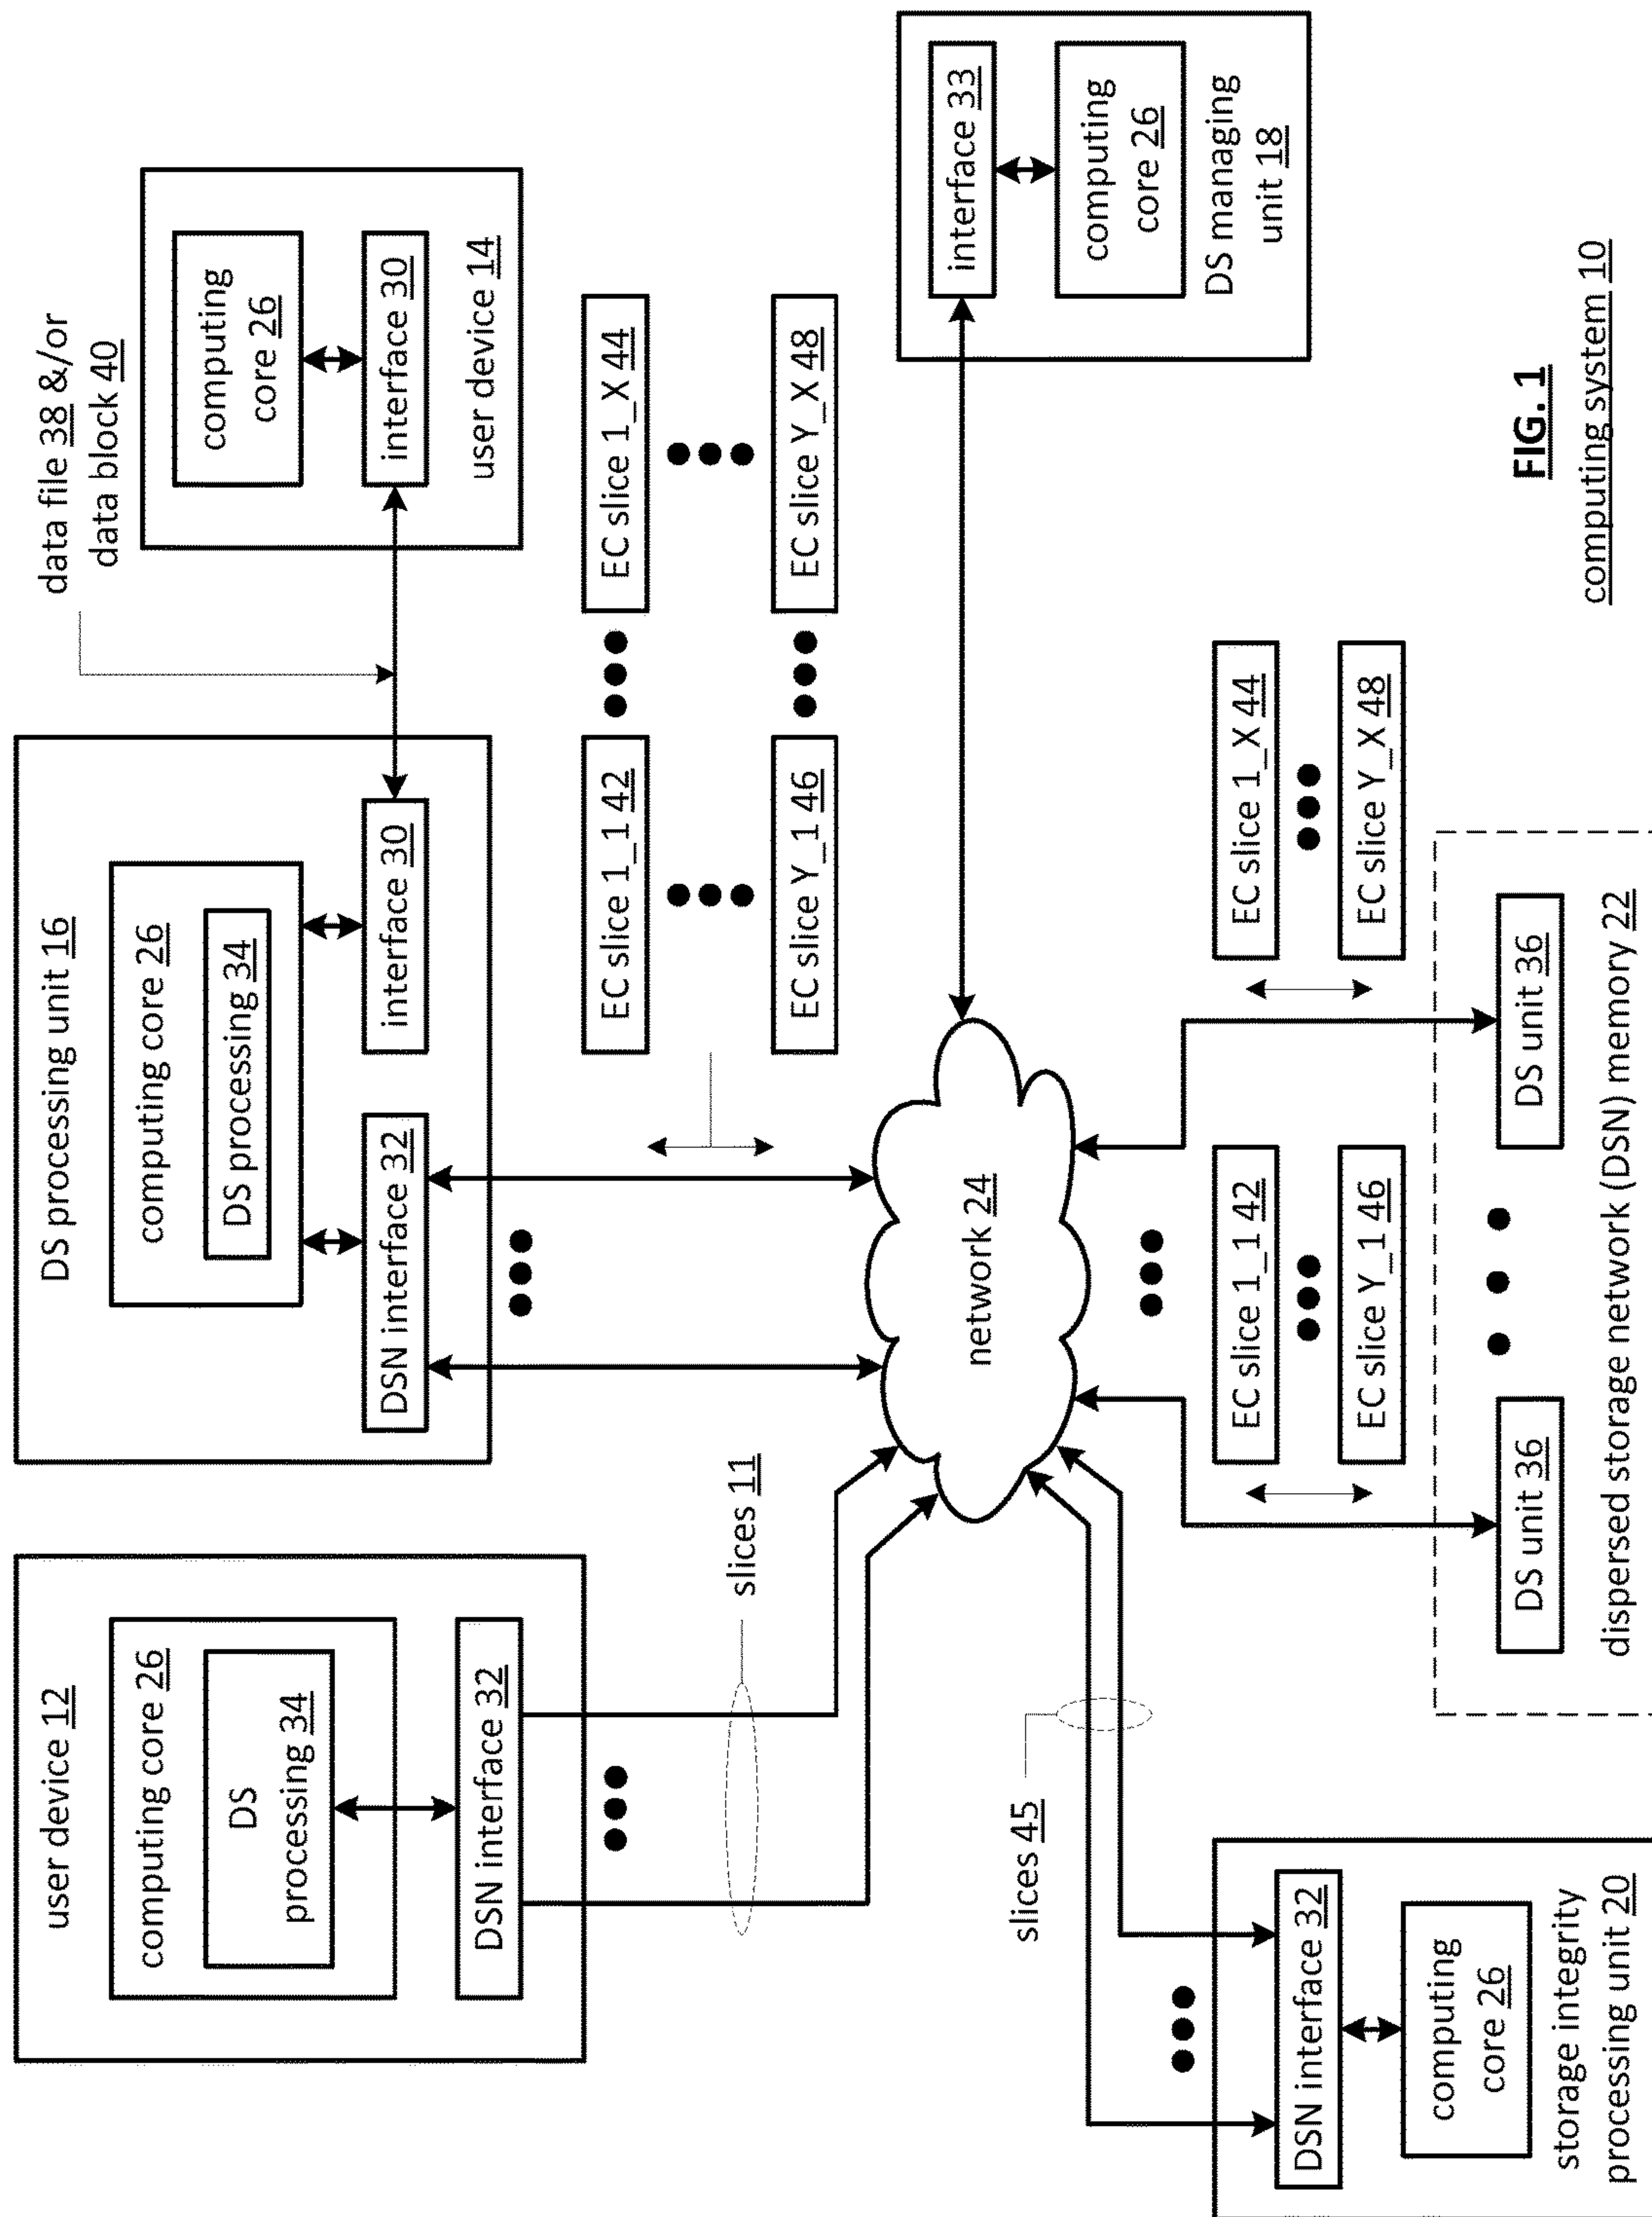 user device 12
computing core 26
DS
processing 34
DSN interface 32
slices 11
DS processing unit 16
computing core 26
DS processing 34
DSN interface 32
interface 30
data file 38 &/or
data block 40
computing
core 26
interface 30
user device 14
EC slice 1_1 42
EC slice 1_X 44
EC slice Y_1 46
EC slice Y_X 48
network 24
interface 33
computing
core 26
DS managing
unit 18
slices 45
DSN interface 32
computing
core 26
storage integrity
processing unit 20
EC slice 1_1 42
EC slice Y_1 46
EC slice 1_X 44
EC slice Y_X 48
DS unit 36
DS unit 36
dispersed storage network (DSN) memory 22
FIG. 1
computing system 10